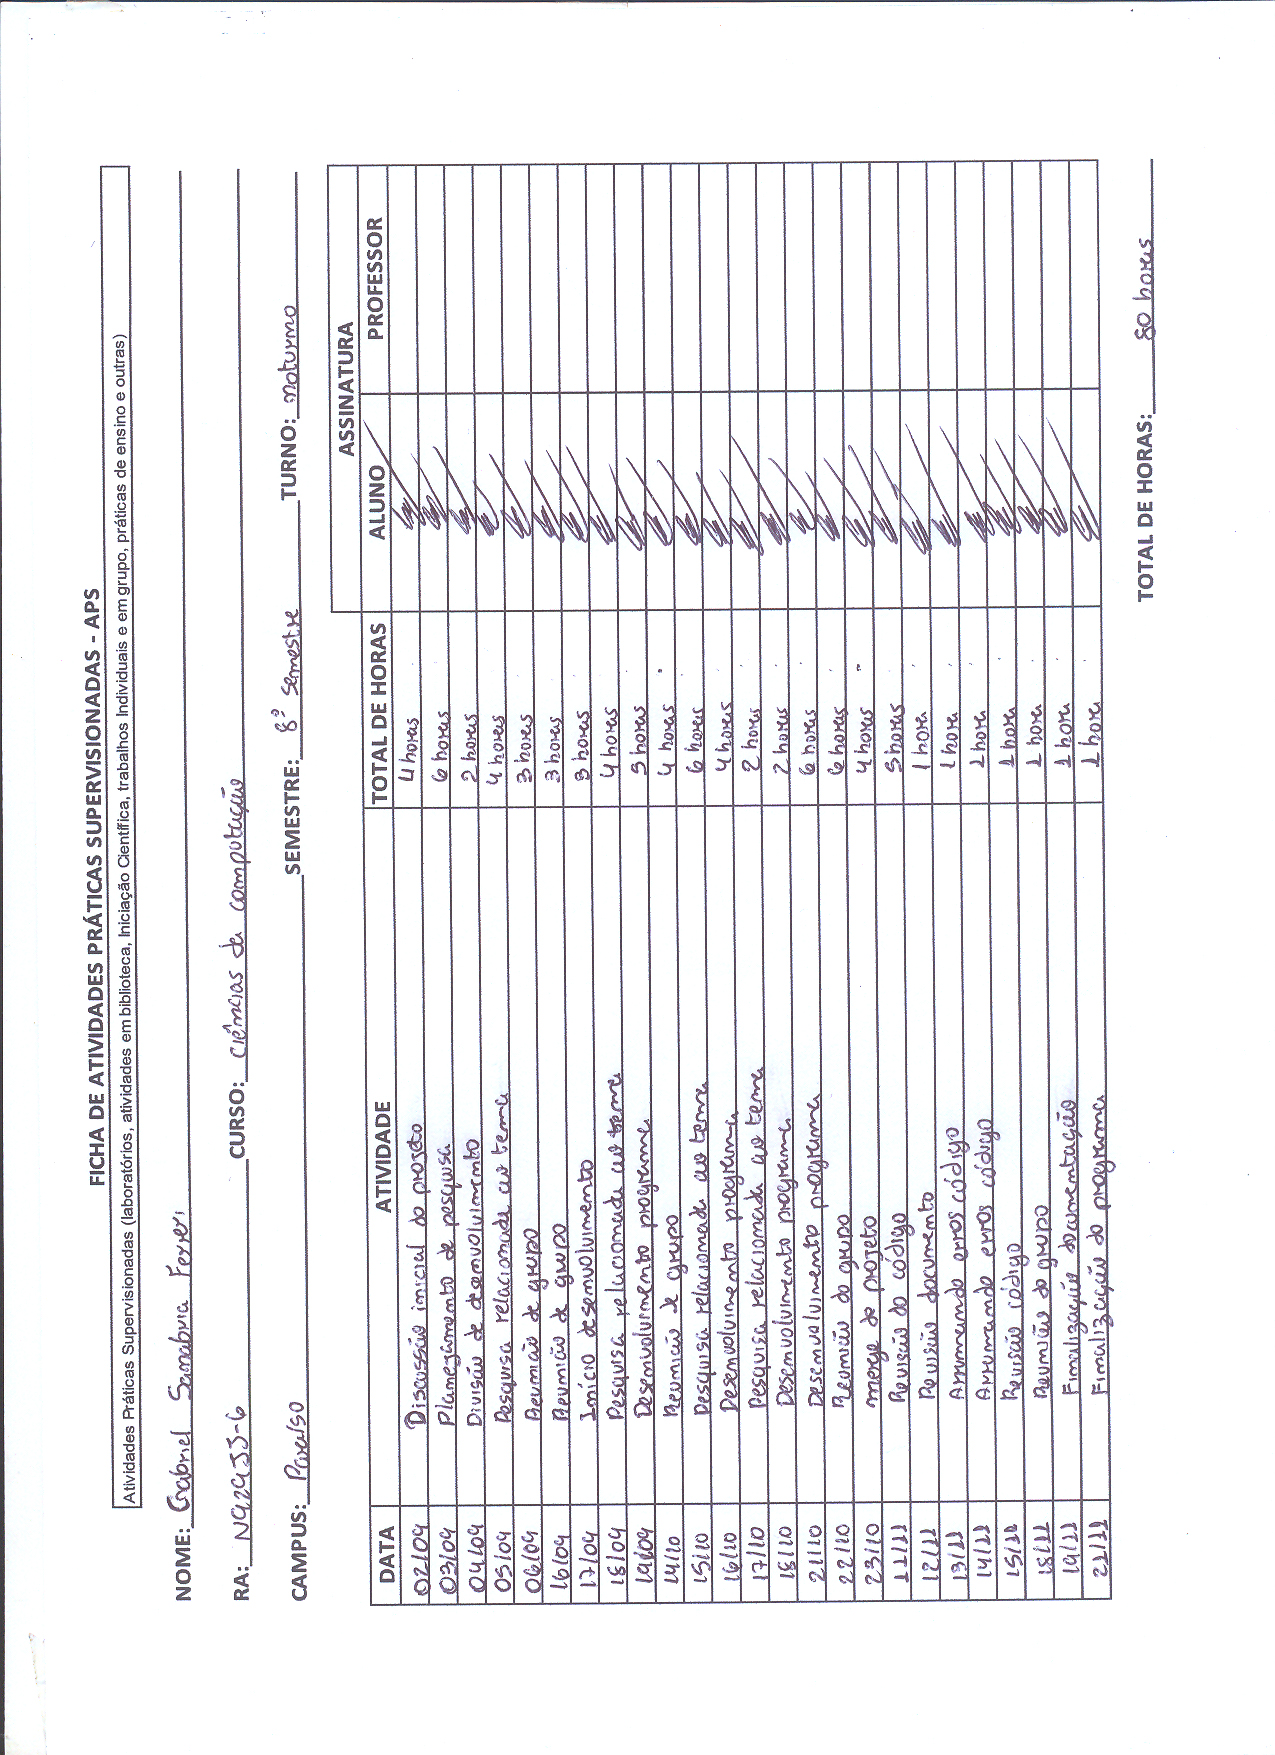 FICHA DE ATIVIDADES PRÁTICAS SUPERVISIONADAS - APS
Atividades Práticas Supervisionadas (laboratórios, atividades em biblioteca, Iniciação Científica, trabalhos Individuais e em grupo, práticas de ensino e outras)
NOME: Gabriel Sanabria Ferrer
RA: N92955-6 CURSO: Ciências da computação
CAMPUS: Paraíso SEMESTRE: 8º Semestre TURNO: noturno
ASSINATURA
DATA ATIVIDADE TOTAL DE HORAS ALUNO PROFESSOR
02/09 Discussão inicial do projeto 4 horas
03/09 Planejamento de pesquisa 6 horas
04/09 Divisão de desenvolvimento 2 horas
05/09 Pesquisa relacionada ao tema 4 horas
06/09 Reunião de grupo 3 horas
16/09 Reunião de grupo 3 horas
17/09 Início desenvolvimento 3 horas
18/09 Pesquisa relacionada ao tema 4 horas
19/09 Desenvolvimento programa 5 horas
14/10 Reunião de grupo 4 horas
15/10 Pesquisa relacionada ao tema 6 horas
16/10 Desenvolvimento programa 4 horas
17/10 Pesquisa relacionada ao tema 2 horas
18/10 Desenvolvimento programa 2 horas
21/10 Desenvolvimento programa 6 horas
22/10 Reunião do grupo 6 horas
23/10 merge do projeto 4 horas
11/11 Revisão do código 5 horas
12/11 Revisão documento 1 hora
13/11 Arrumando erros código 1 hora
14/11 Arrumando erros código 1 hora
15/11 Revisão código 1 hora
18/11 Reunião do grupo 1 hora
19/11 Finalização documentação 1 hora
21/11 Finalização do programa 1 hora
TOTAL DE HORAS: 80 horas